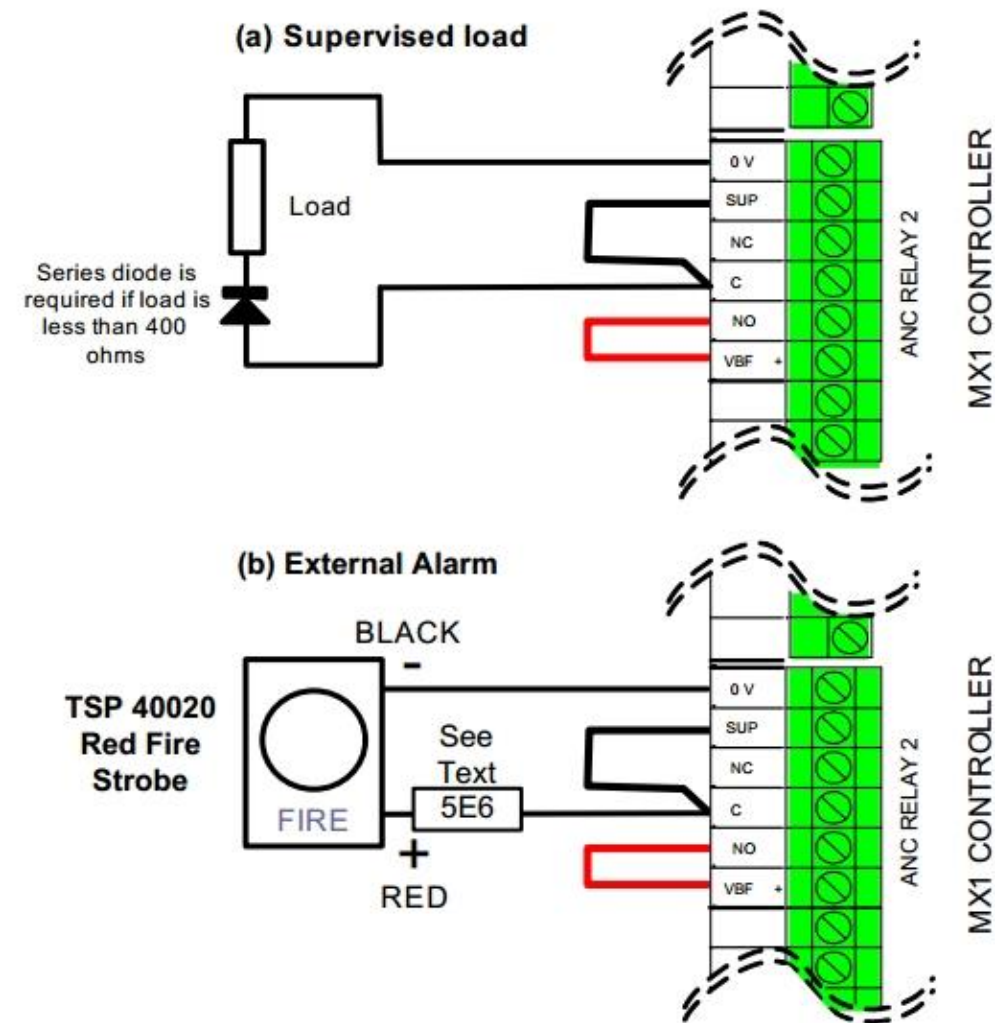 (a) Supervised load
Load
Series diode is
required if load is
less than 400
ohms
0 V
SUP
NC
C
NO
VBF +
ANC RELAY 2
MX1 CONTROLLER
(b) External Alarm
BLACK
-
TSP 40020
Red Fire
Strobe
FIRE
See
Text
5E6
+
RED
0 V
SUP
NC
C
NO
VBF +
ANC RELAY 2
MX1 CONTROLLER